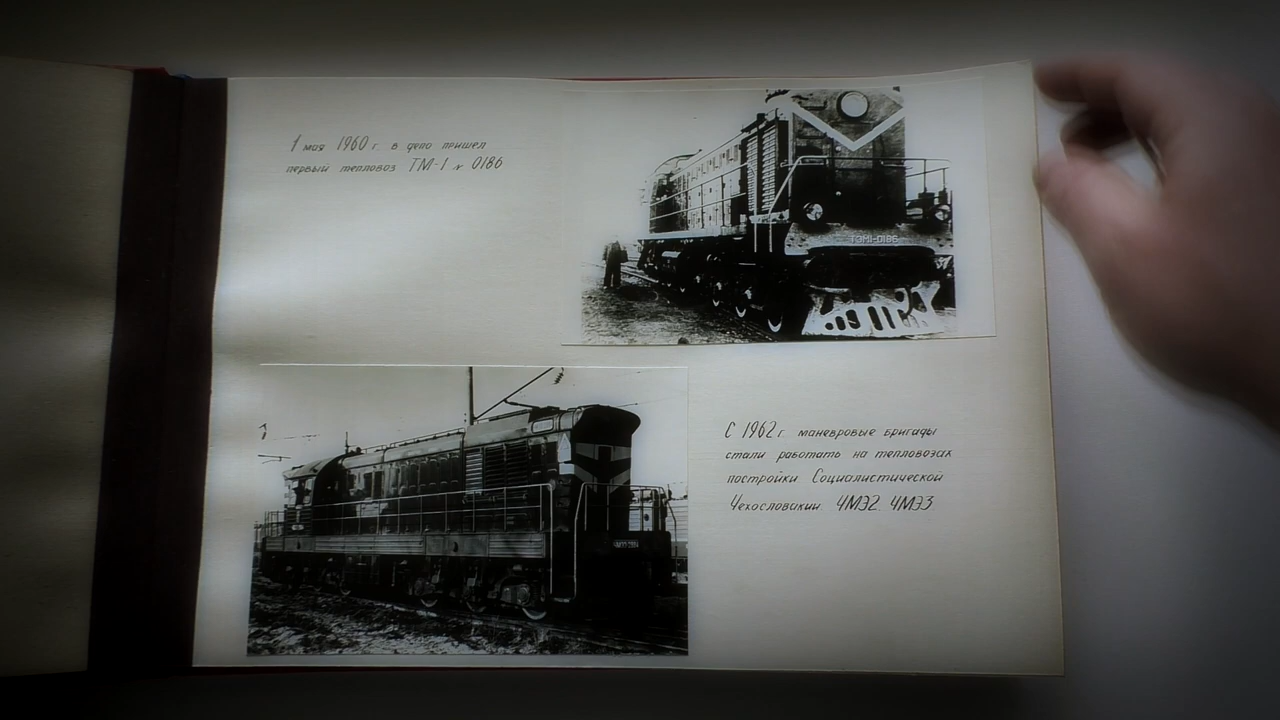 1 мая 1960 г. в депо пришел
первый тепловоз ТМ-1 № 0186
ТЭМ1-0186
С 1962 г. маневровые бригады
стали работать на тепловозах
постройки Социалистической
Чехословакии. ЧМЭ2. ЧМЭ3